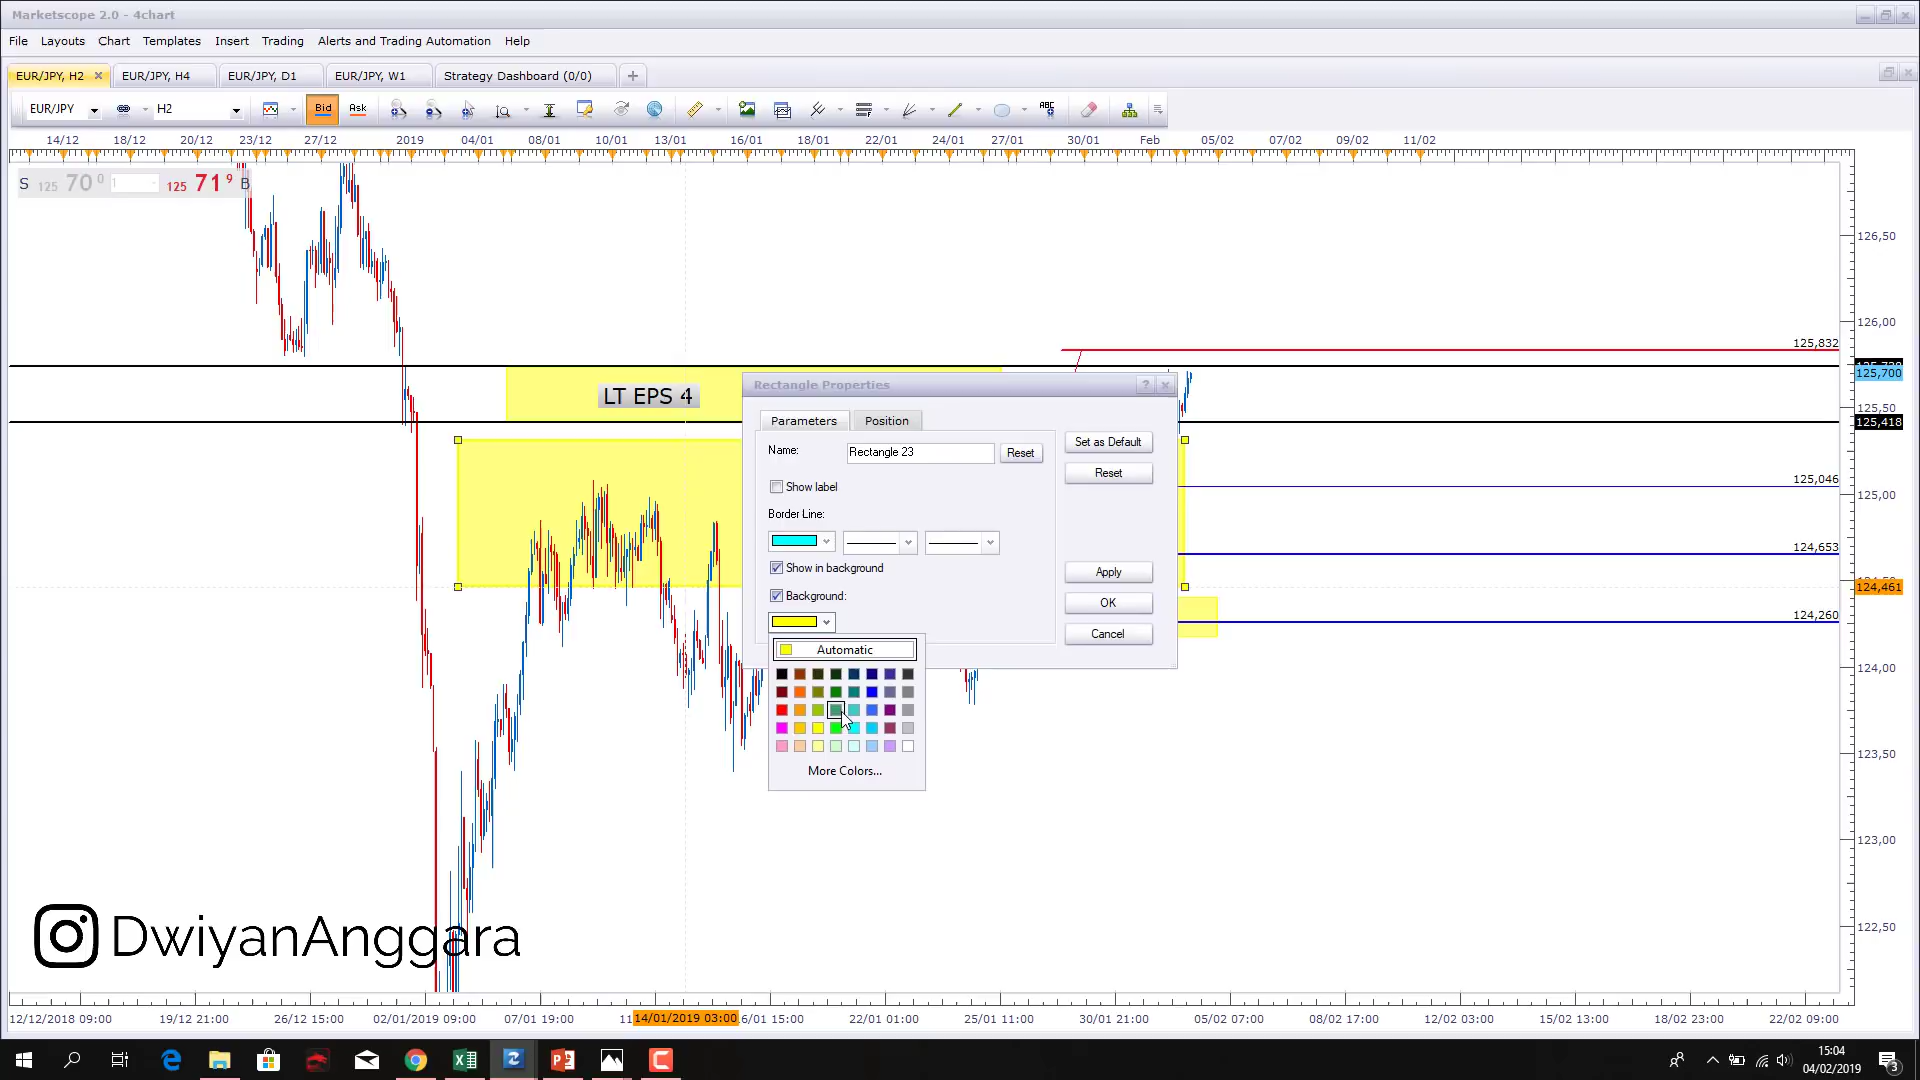 Marketscope 2.0 - 4chart
File Layouts Chart Templates Insert Trading Alerts and Trading Automation Help
EUR/JPY, H2 EUR/JPY, H4 EUR/JPY, D1 EUR/JPY, W1 Strategy Dashboard (0/0)
EUR/JPY H2 Bid Ask ABC
14/12 18/12 20/12 23/12 27/12 2019 04/01 08/01 10/01 13/01 16/01 18/01 22/01 24/01 27/01 30/01 Feb 05/02 07/02 09/02 11/02
S 125 70 0 1 125 71 9 B
126,50
126,00
125,832
125,700
125,50
125,418
125,046
125,00
124,653
124,461
124,260
124,00
123,50
123,00
122,50
LT EPS 4
Rectangle Properties
Parameters Position
Name: Rectangle 23 Reset
Set as Default
Reset
Show label
Border Line:
Show in background
Apply
Background:
OK
Cancel
Automatic
More Colors...
DwiyanAnggara
12/12/2018 09:00 19/12 21:00 26/12 15:00 02/01/2019 09:00 07/01 19:00 11 14/01/2019 03:00 6/01 15:00 22/01 01:00 25/01 11:00 30/01 21:00 05/02 07:00 08/02 17:00 12/02 03:00 15/02 13:00 18/02 23:00 22/02 09:00
15:04
04/02/2019
3